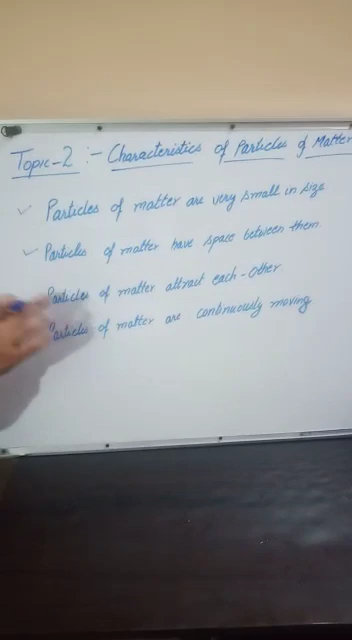 Topic-2 :- Characteristics of Particles of Matter
Particles of matter are very small in size
Particles of matter have space between them
Particles of matter attract each-other
Particles of matter are continuously moving